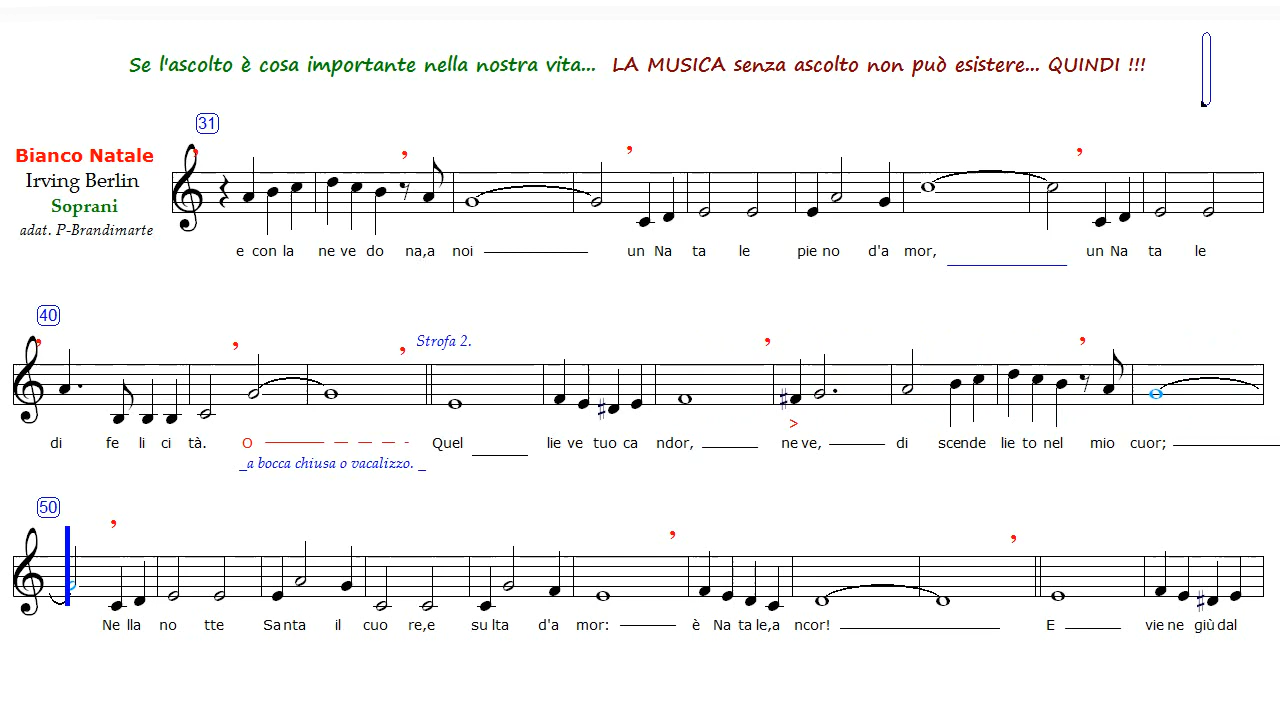 Se l'ascolto è cosa importante nella nostra vita... LA MUSICA senza ascolto non può esistere... QUINDI !!!
31
Bianco Natale
Irving Berlin
Soprani
adat. P-Brandimarte
e con la ne ve do na,a noi un Na ta le pie no d'a mor, un Na ta le
40
Strofa 2.
di fe li ci tà. O Quel lie ve tuo ca ndor, ne ve, di scende lie to nel mio cuor;
_a bocca chiusa o vacalizzo. _
50
Ne lla no tte Sa nta il cuo re,e su lta d'a mor: è Na ta le,a ncor! E vie ne giù dal